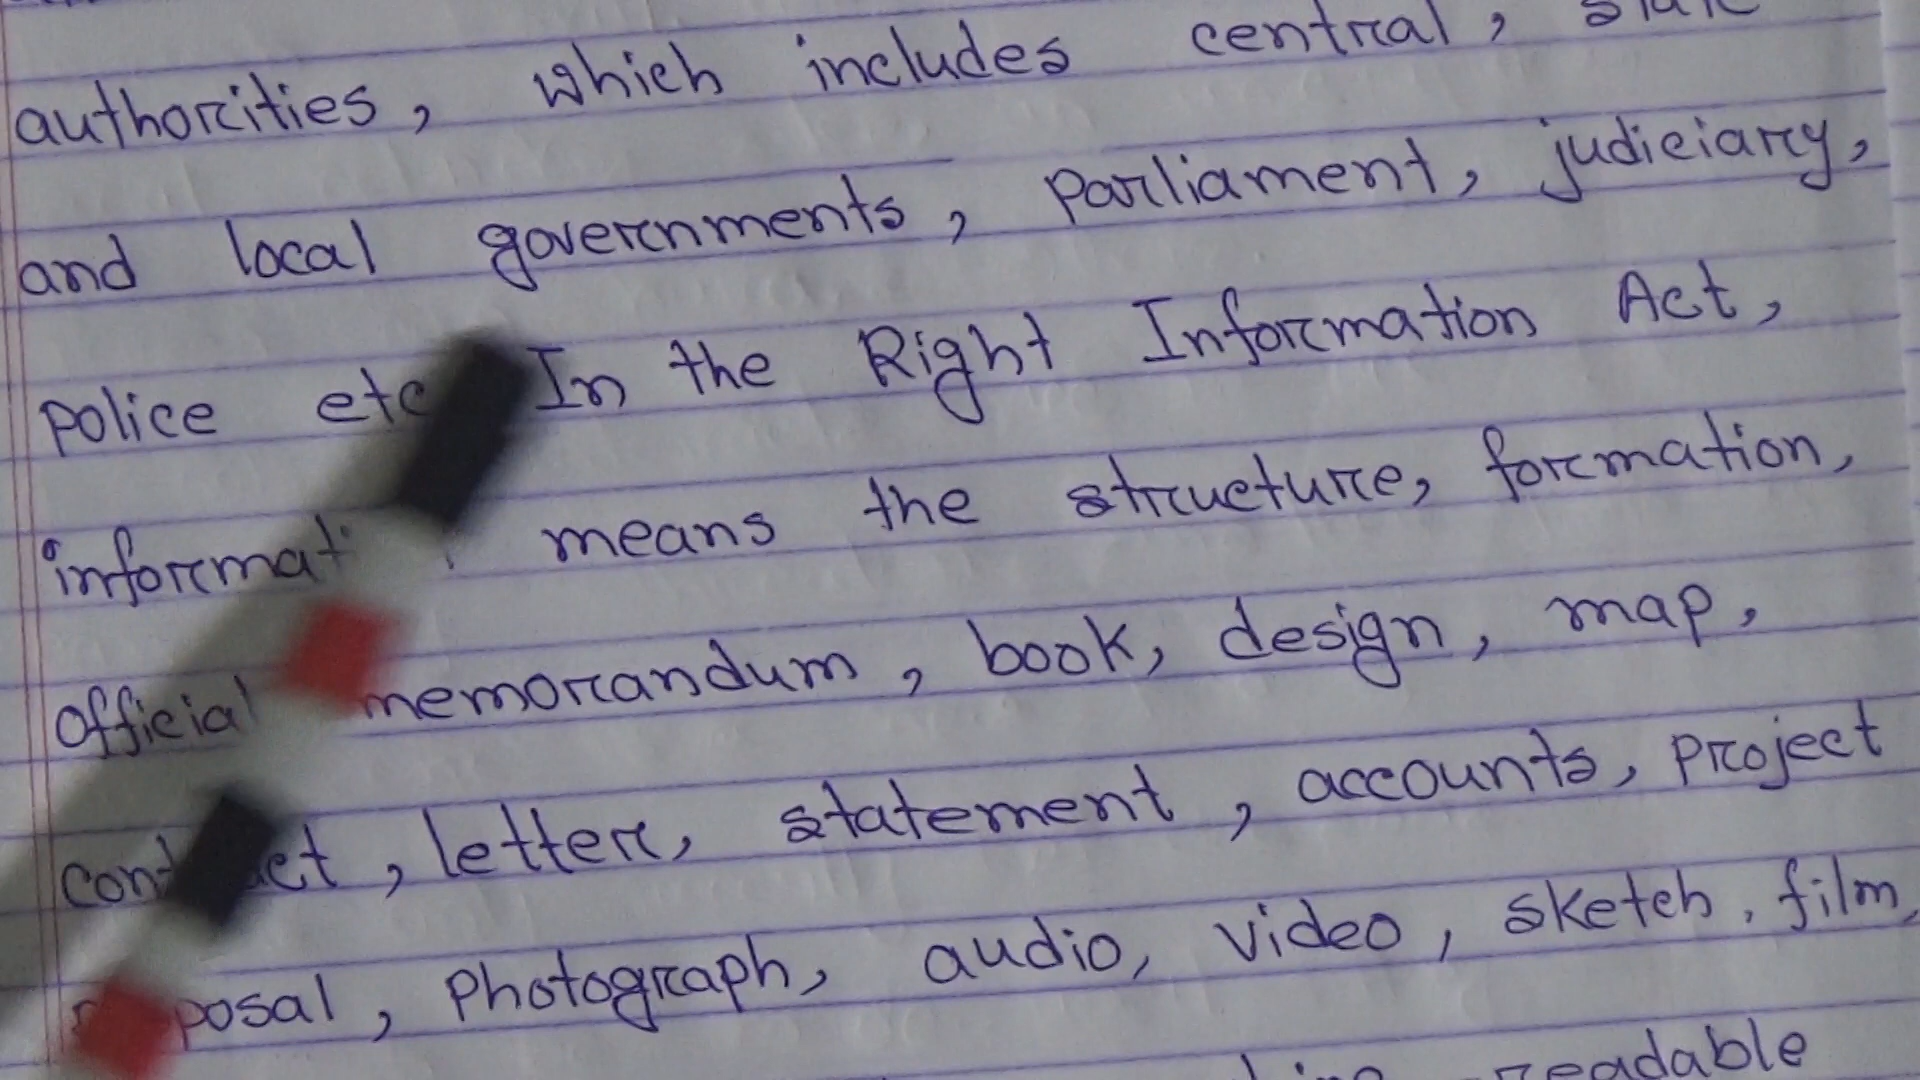 authorities, which includes central,
and local governments, parliament, judiciary,
police etc In the Right Information Act,
means the structure, formation,
official memorandum, book, design, map,
letter, statement, accounts, project
photograph, audio, video, sketch, film,
readable